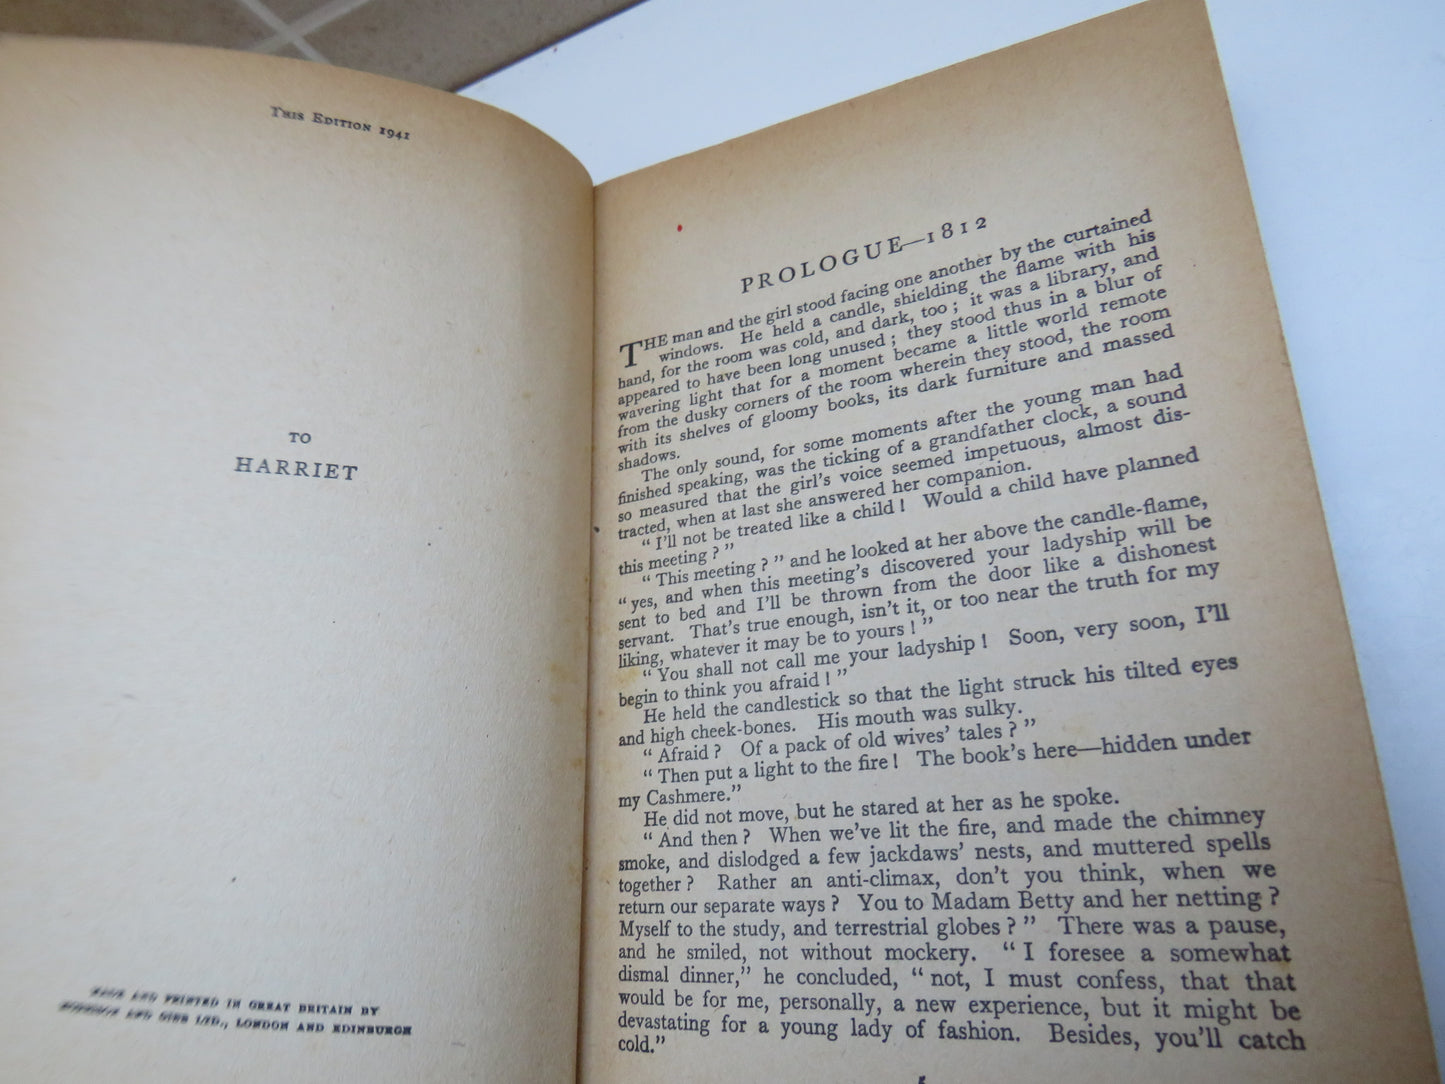 This Edition 1941
TO
HARRIET
MADE AND PRINTED IN GREAT BRITAIN BY
MORRISON AND GIBB LTD., LONDON AND EDINBURGH
PROLOGUE—1812
THE man and the girl stood facing one another by the curtained
windows. He held a candle, shielding the flame with his
hand, for the room was cold, and dark, too; it was a library, and
appeared to have been long unused; they stood thus in a blur of
wavering light that for a moment became a little world remote
from the dusky corners of the room wherein they stood, the room
with its shelves of gloomy books, its dark furniture and massed
shadows.
The only sound, for some moments after the young man had
finished speaking, was the ticking of a grandfather clock, a sound
so measured that the girl's voice seemed impetuous, almost dis-
tracted, when at last she answered her companion.
“I'll not be treated like a child! Would a child have planned
this meeting?”
“This meeting?” and he looked at her above the candle-flame,
“yes, and when this meeting's discovered your ladyship will be
sent to bed and I'll be thrown from the door like a dishonest
servant. That's true enough, isn't it, or too near the truth for my
liking, whatever it may be to yours!”
“You shall not call me your ladyship! Soon, very soon, I'll
begin to think you afraid!”
He held the candlestick so that the light struck his tilted eyes
and high cheek-bones. His mouth was sulky.
“Afraid? Of a pack of old wives' tales?”
“Then put a light to the fire! The book's here—hidden under
my Cashmere.”
He did not move, but he stared at her as he spoke.
“And then? When we've lit the fire, and made the chimney
smoke, and dislodged a few jackdaws' nests, and muttered spells
together? Rather an anti-climax, don't you think, when we
return our separate ways? You to Madam Betty and her netting?
Myself to the study, and terrestrial globes?” There was a pause,
and he smiled, not without mockery. “I foresee a somewhat
dismal dinner,” he concluded, “not, I must confess, that that
would be for me, personally, a new experience, but it might be
devastating for a young lady of fashion. Besides, you'll catch
cold.”